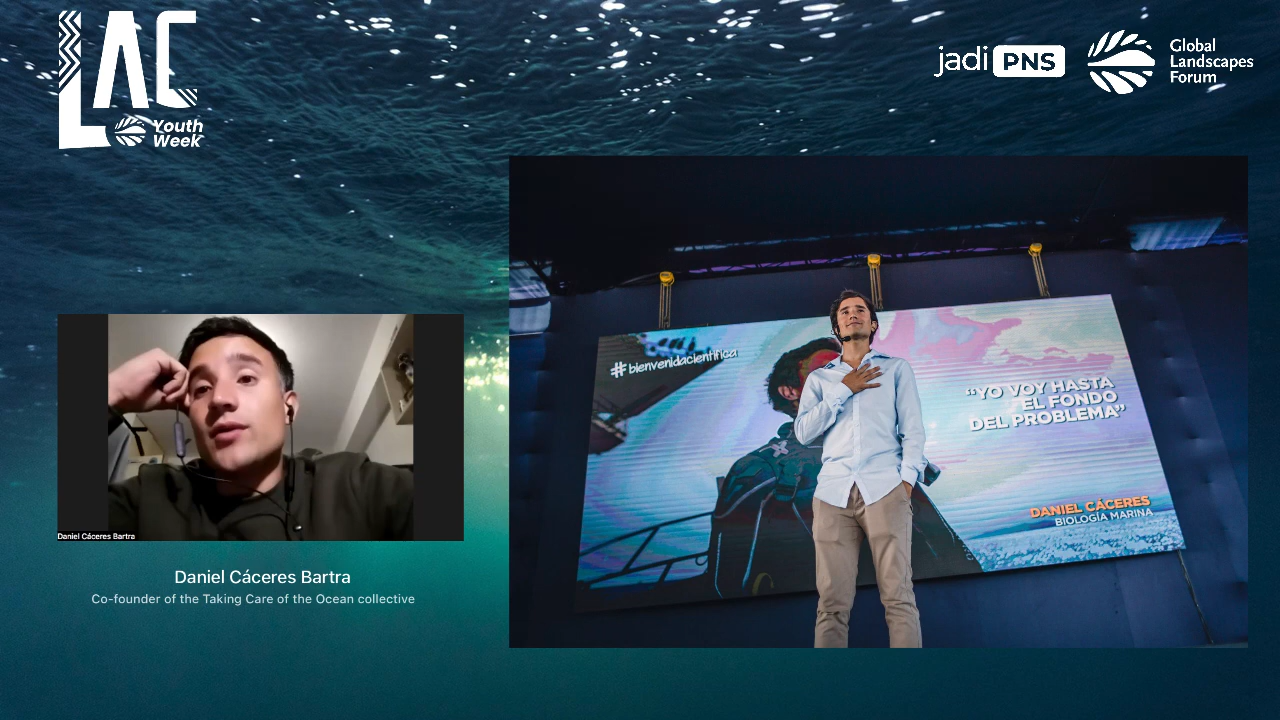 LAC
Youth
Week
jadi PNS
Global
Landscapes
Forum
Daniel Cáceres Bartra
Daniel Cáceres Bartra
Co-founder of the Taking Care of the Ocean collective
#bienvenidacientífica
“YO VOY HASTA
EL FONDO
DEL PROBLEMA”
DANIEL CÁCERES
BIOLOGÍA MARINA